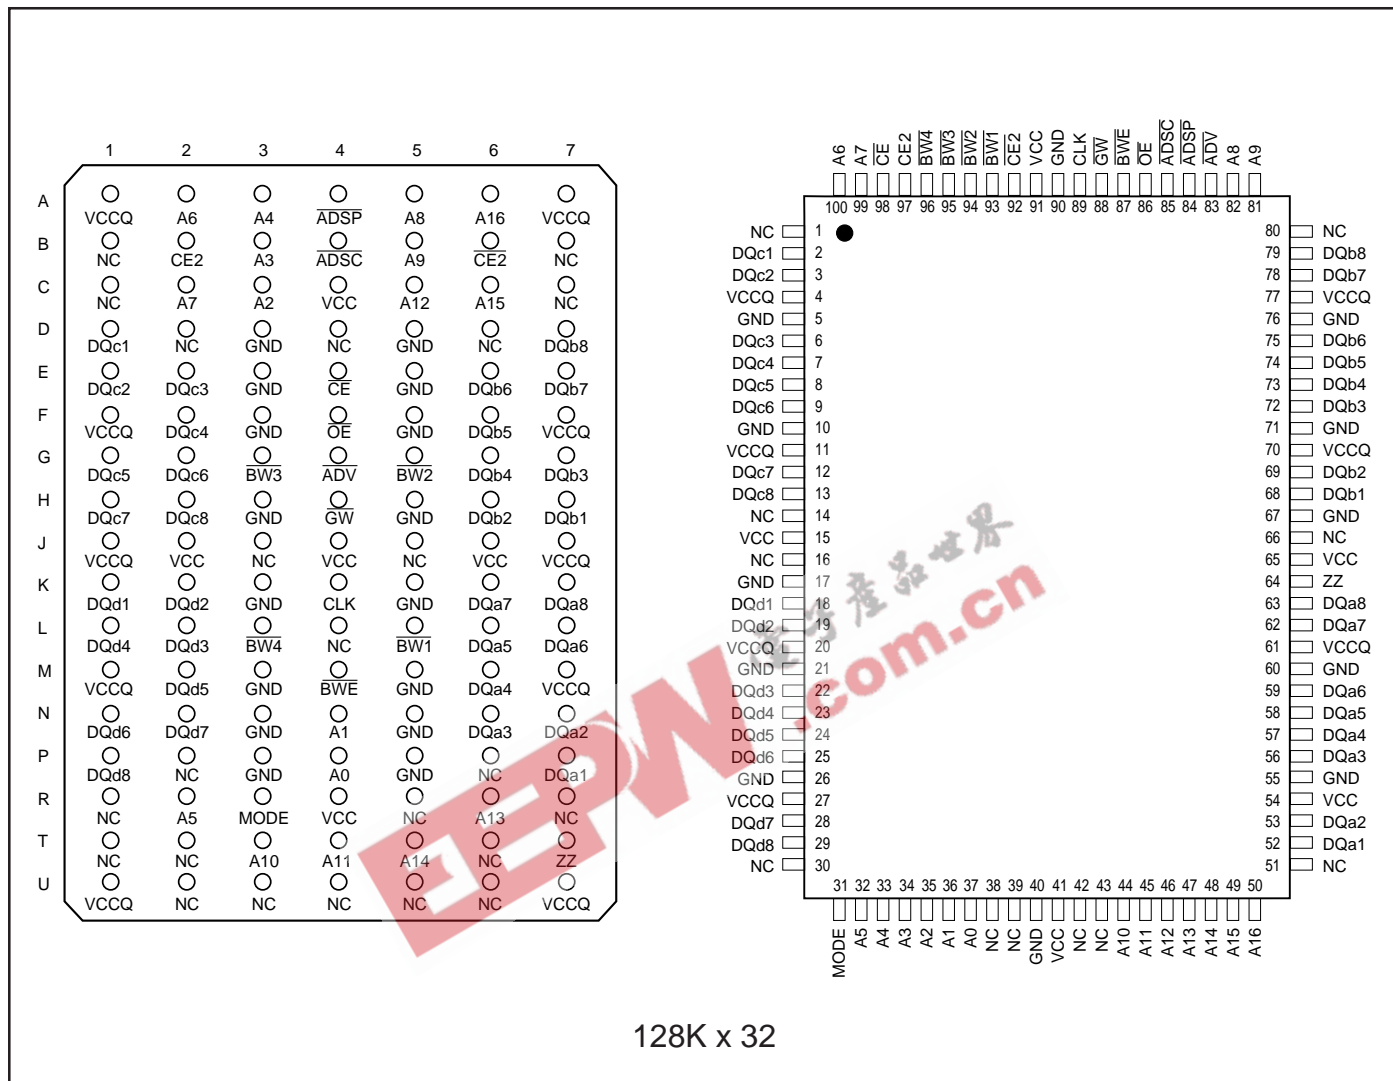 1 2 3 4 5 6 7
A
VCCQ A6 A4 ADSP A8 A16 VCCQ
B
NC CE2 A3 ADSC A9 CE2 NC
C
NC A7 A2 VCC A12 A15 NC
D
DQc1 NC GND NC GND NC DQb8
E
DQc2 DQc3 GND CE GND DQb6 DQb7
F
VCCQ DQc4 GND OE GND DQb5 VCCQ
G
DQc5 DQc6 BW3 ADV BW2 DQb4 DQb3
H
DQc7 DQc8 GND GW GND DQb2 DQb1
J
VCCQ VCC NC VCC NC VCC VCCQ
K
DQd1 DQd2 GND CLK GND DQa7 DQa8
L
DQd4 DQd3 BW4 NC BW1 DQa5 DQa6
M
VCCQ DQd5 GND BWE GND DQa4 VCCQ
N
DQd6 DQd7 GND A1 GND DQa3 DQa2
P
DQd8 NC GND A0 GND NC DQa1
R
NC A5 MODE VCC NC A13 NC
T
NC NC A10 A11 A14 NC ZZ
U
VCCQ NC NC NC NC NC VCCQ
A6 A7 CE CE2 BW4 BW3 BW2 BW1 CE2 VCC GND CLK GW BWE OE ADSC ADSP ADV A8 A9
100 99 98 97 96 95 94 93 92 91 90 89 88 87 86 85 84 83 82 81
NC 1 80 NC
DQc1 2 79 DQb8
DQc2 3 78 DQb7
VCCQ 4 77 VCCQ
GND 5 76 GND
DQc3 6 75 DQb6
DQc4 7 74 DQb5
DQc5 8 73 DQb4
DQc6 9 72 DQb3
GND 10 71 GND
VCCQ 11 70 VCCQ
DQc7 12 69 DQb2
DQc8 13 68 DQb1
NC 14 67 GND
VCC 15 66 NC
NC 16 65 VCC
GND 17 64 ZZ
DQd1 18 63 DQa8
DQd2 19 62 DQa7
VCCQ 20 61 VCCQ
GND 21 60 GND
DQd3 22 59 DQa6
DQd4 23 58 DQa5
DQd5 24 57 DQa4
DQd6 25 56 DQa3
GND 26 55 GND
VCCQ 27 54 VCC
DQd7 28 53 DQa2
DQd8 29 52 DQa1
NC 30 51 NC
31 32 33 34 35 36 37 38 39 40 41 42 43 44 45 46 47 48 49 50
MODE A5 A4 A3 A2 A1 A0 NC NC GND VCC NC NC A10 A11 A12 A13 A14 A15 A16
EEPW 電子產品世界
.com.cn
128K x 32